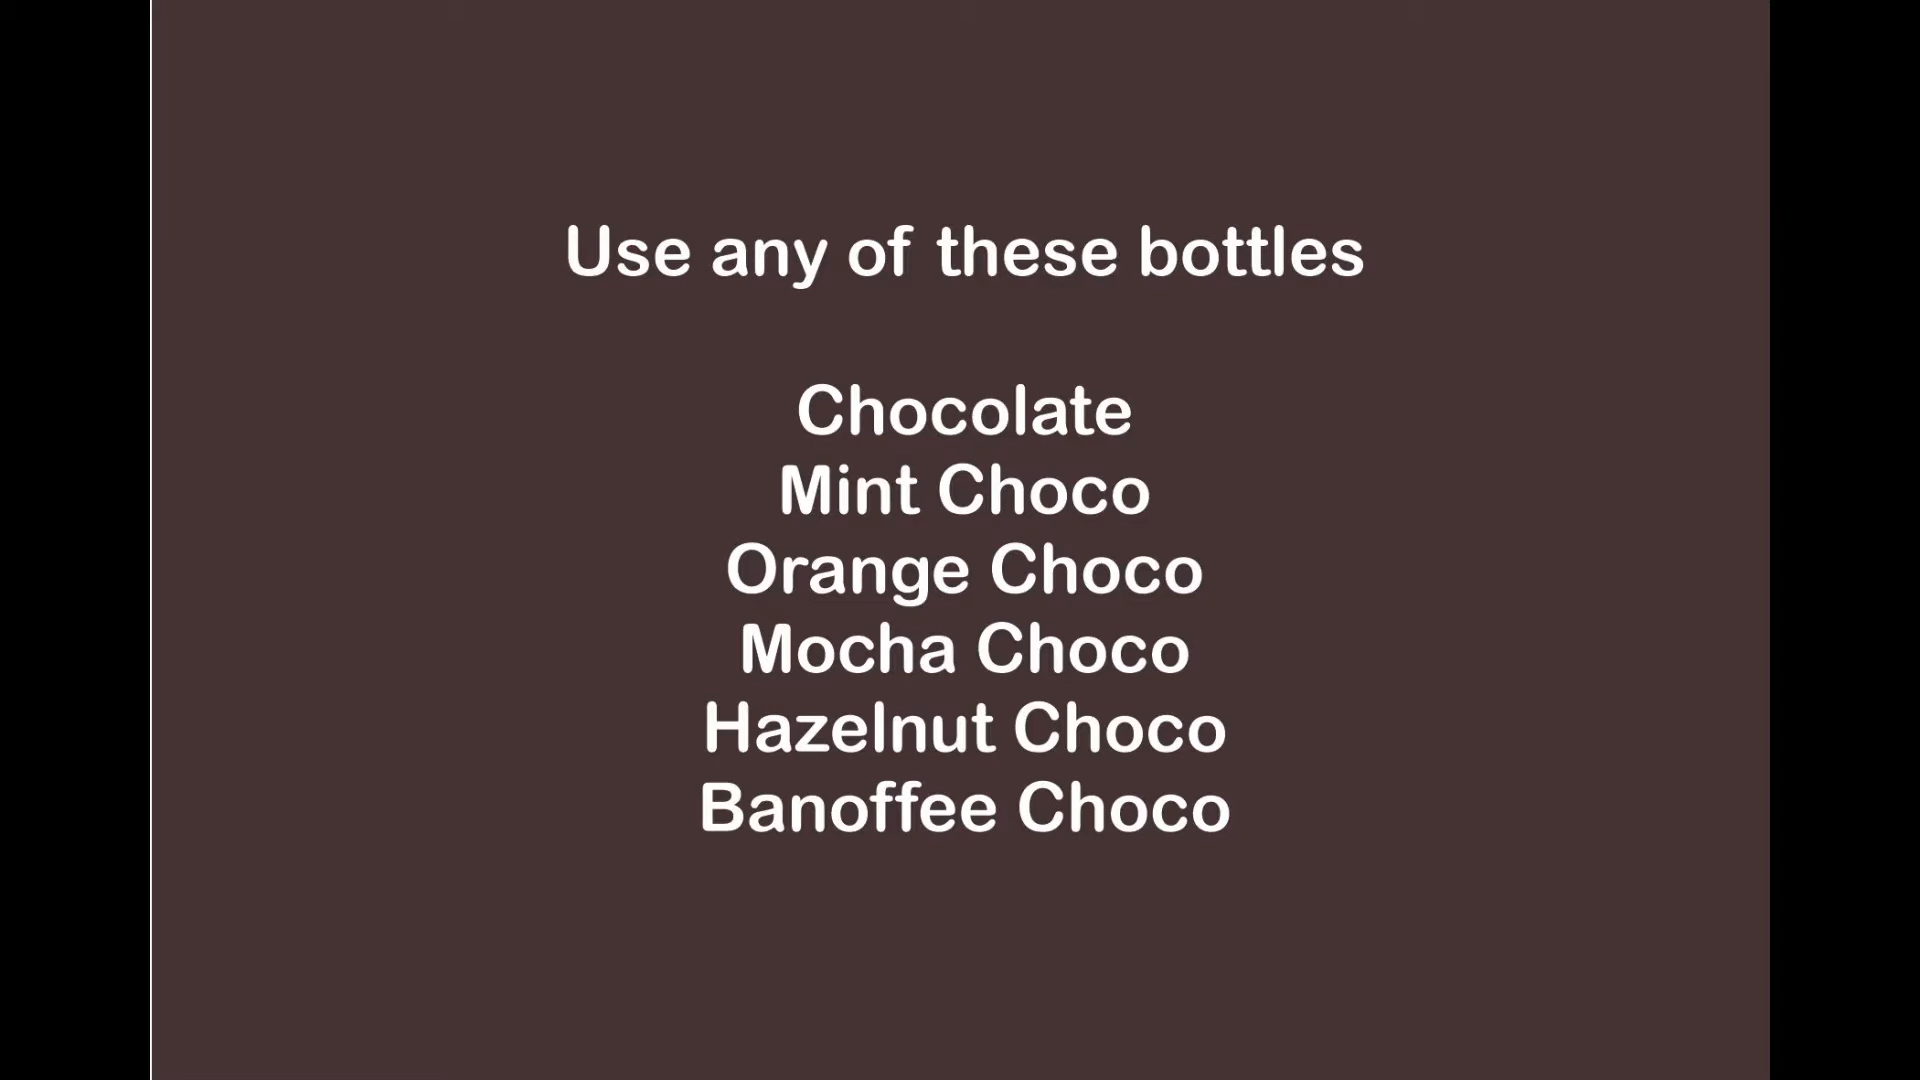 Use any of these bottles
Chocolate
Mint Choco
Orange Choco
Mocha Choco
Hazelnut Choco
Banoffee Choco